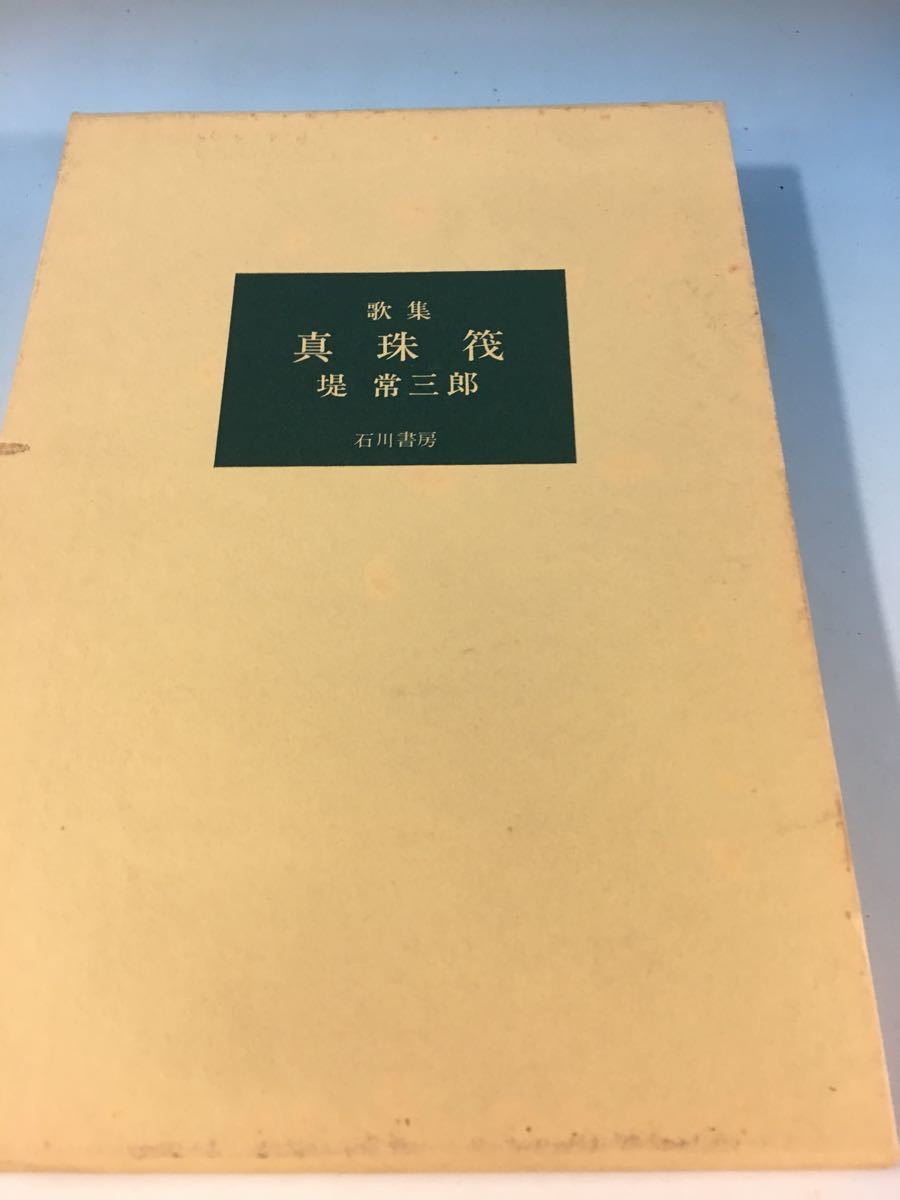 歌集
真珠筏
堤 常三郎
石川書房